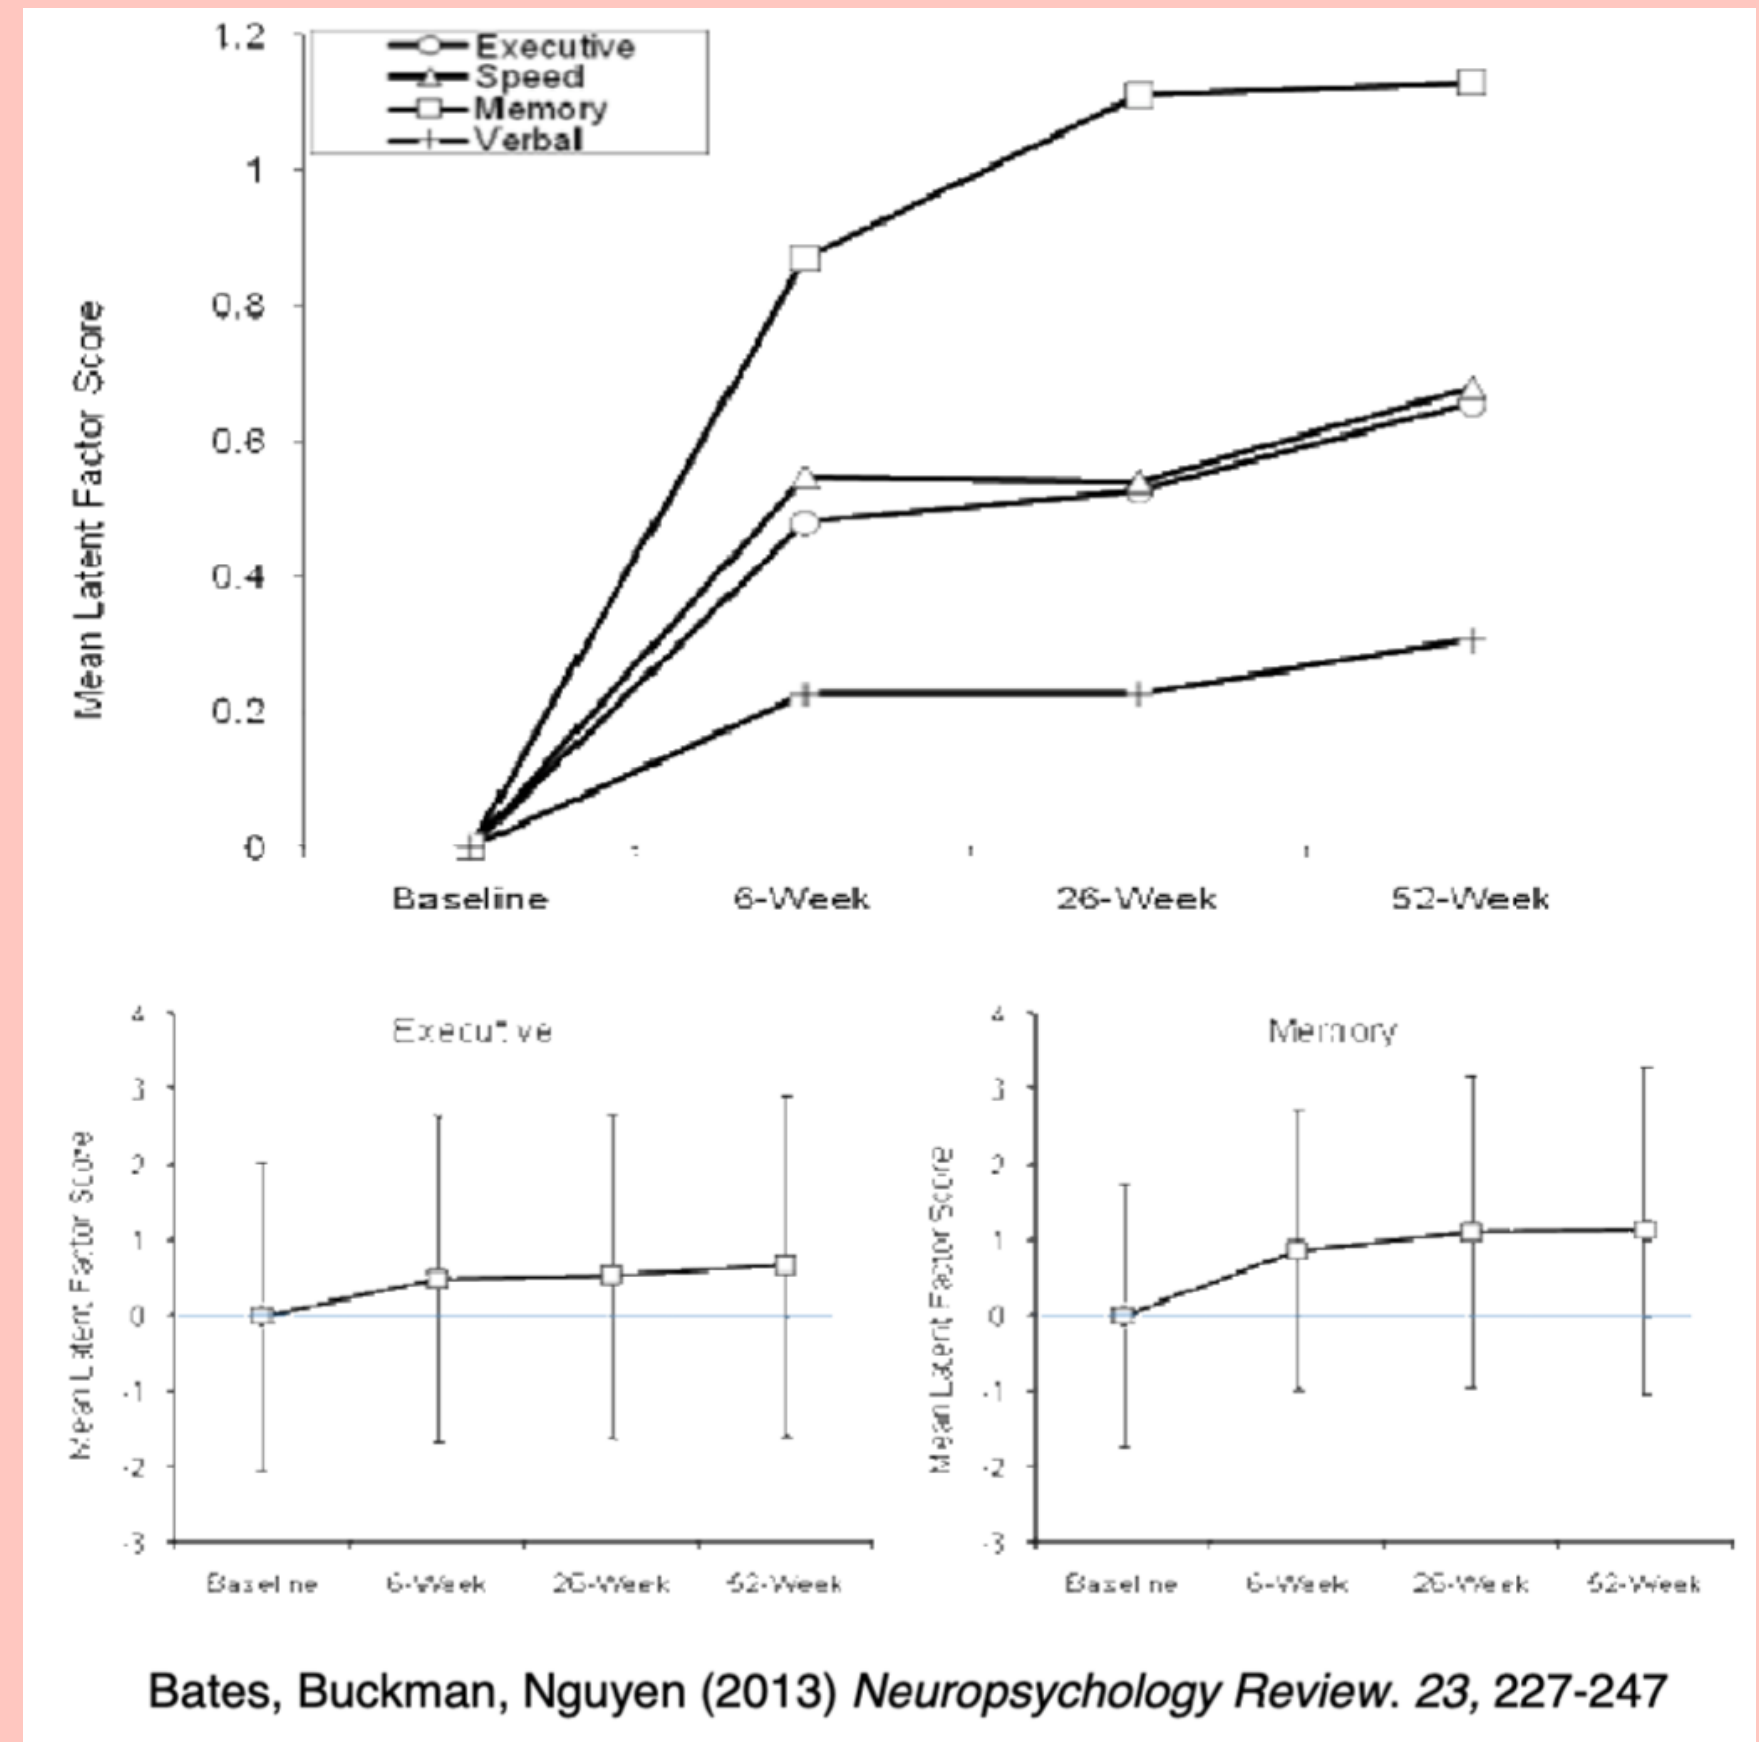 1.2
Executive
Speed
Memory
Verbal
1
0.8
0.6
0.4
0.2
0
Mean Latent Factor Score
Baseline 6-Week 26-Week 52-Week
Executive
4
3
2
1
0
-1
-2
-3
Mean Latent Factor Score
Baseline 6-Week 26-Week 52-Week
Memory
4
3
2
1
0
-1
-2
-3
Mean Latent Factor Score
Baseline 6-Week 26-Week 52-Week
Bates, Buckman, Nguyen (2013) Neuropsychology Review. 23, 227-247